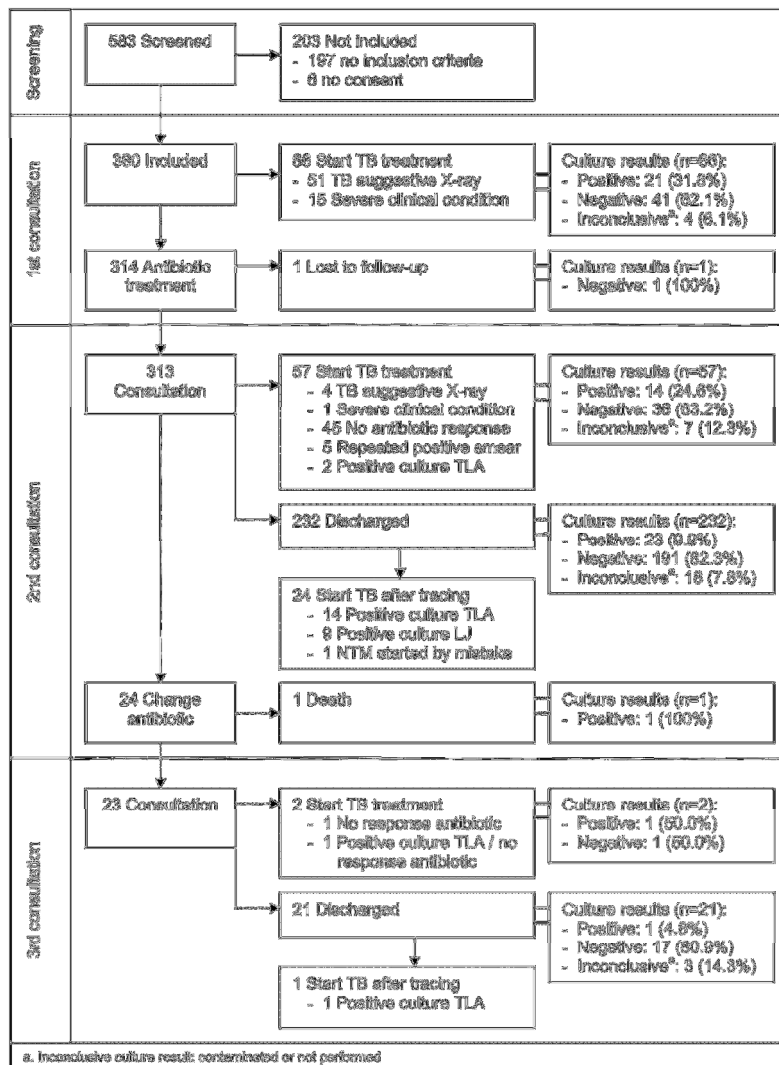 Screening
583 Screened
203 Not Included
- 197 no inclusion criteria
- 6 no consent
1st consultation
380 Included
66 Start TB treatment
- 51 TB suggestive X-ray
- 15 Severe clinical condition
Culture results (n=66):
- Positive: 21 (31.8%)
- Negative: 41 (62.1%)
- Inconclusiveᵃ: 4 (6.1%)
314 Antibiotic
treatment
1 Lost to follow-up
Culture results (n=1):
- Negative: 1 (100%)
2nd consultation
313
Consultation
57 Start TB treatment
- 4 TB suggestive X-ray
- 1 Severe clinical condition
- 45 No antibiotic response
- 5 Repeated positive smear
- 2 Positive culture TLA
Culture results (n=57):
- Positive: 14 (24.6%)
- Negative: 36 (63.2%)
- Inconclusiveᵃ: 7 (12.3%)
232 Discharged
Culture results (n=232):
- Positive: 23 (9.9%)
- Negative: 191 (82.3%)
- Inconclusiveᵃ: 18 (7.8%)
24 Start TB after tracing
- 14 Positive culture TLA
- 9 Positive culture LJ
- 1 NTM started by mistake
24 Change
antibiotic
1 Death
Culture results (n=1):
- Positive: 1 (100%)
3rd consultation
23 Consultation
2 Start TB treatment
- 1 No response antibiotic
- 1 Positive culture TLA / no
response antibiotic
Culture results (n=2):
- Positive: 1 (50.0%)
- Negative: 1 (50.0%)
21 Discharged
Culture results (n=21):
- Positive: 1 (4.8%)
- Negative: 17 (80.9%)
- Inconclusiveᵃ: 3 (14.3%)
1 Start TB after tracing
- 1 Positive culture TLA
a. Inconclusive culture result: contaminated or not performed